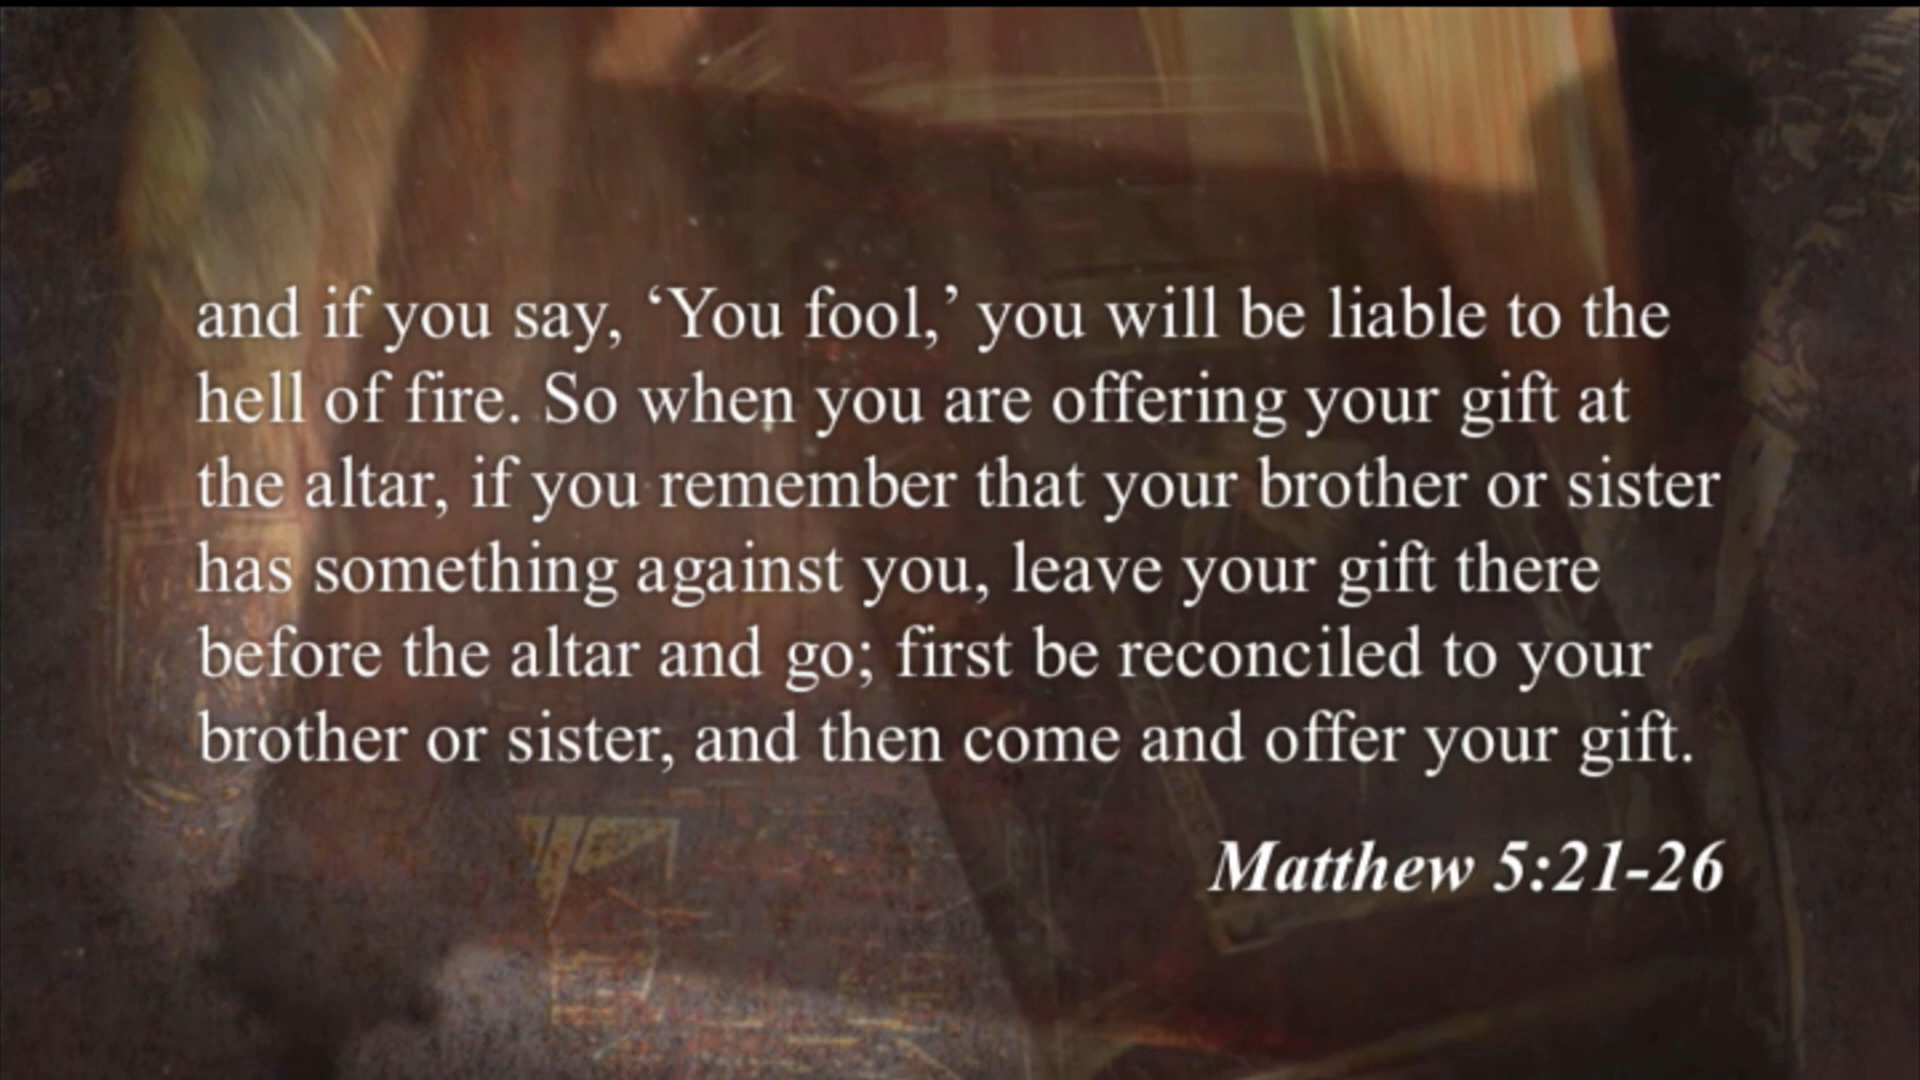 and if you say, ‘You fool,’ you will be liable to the
hell of fire. So when you are offering your gift at
the altar, if you remember that your brother or sister
has something against you, leave your gift there
before the altar and go; first be reconciled to your
brother or sister, and then come and offer your gift.
Matthew 5:21-26